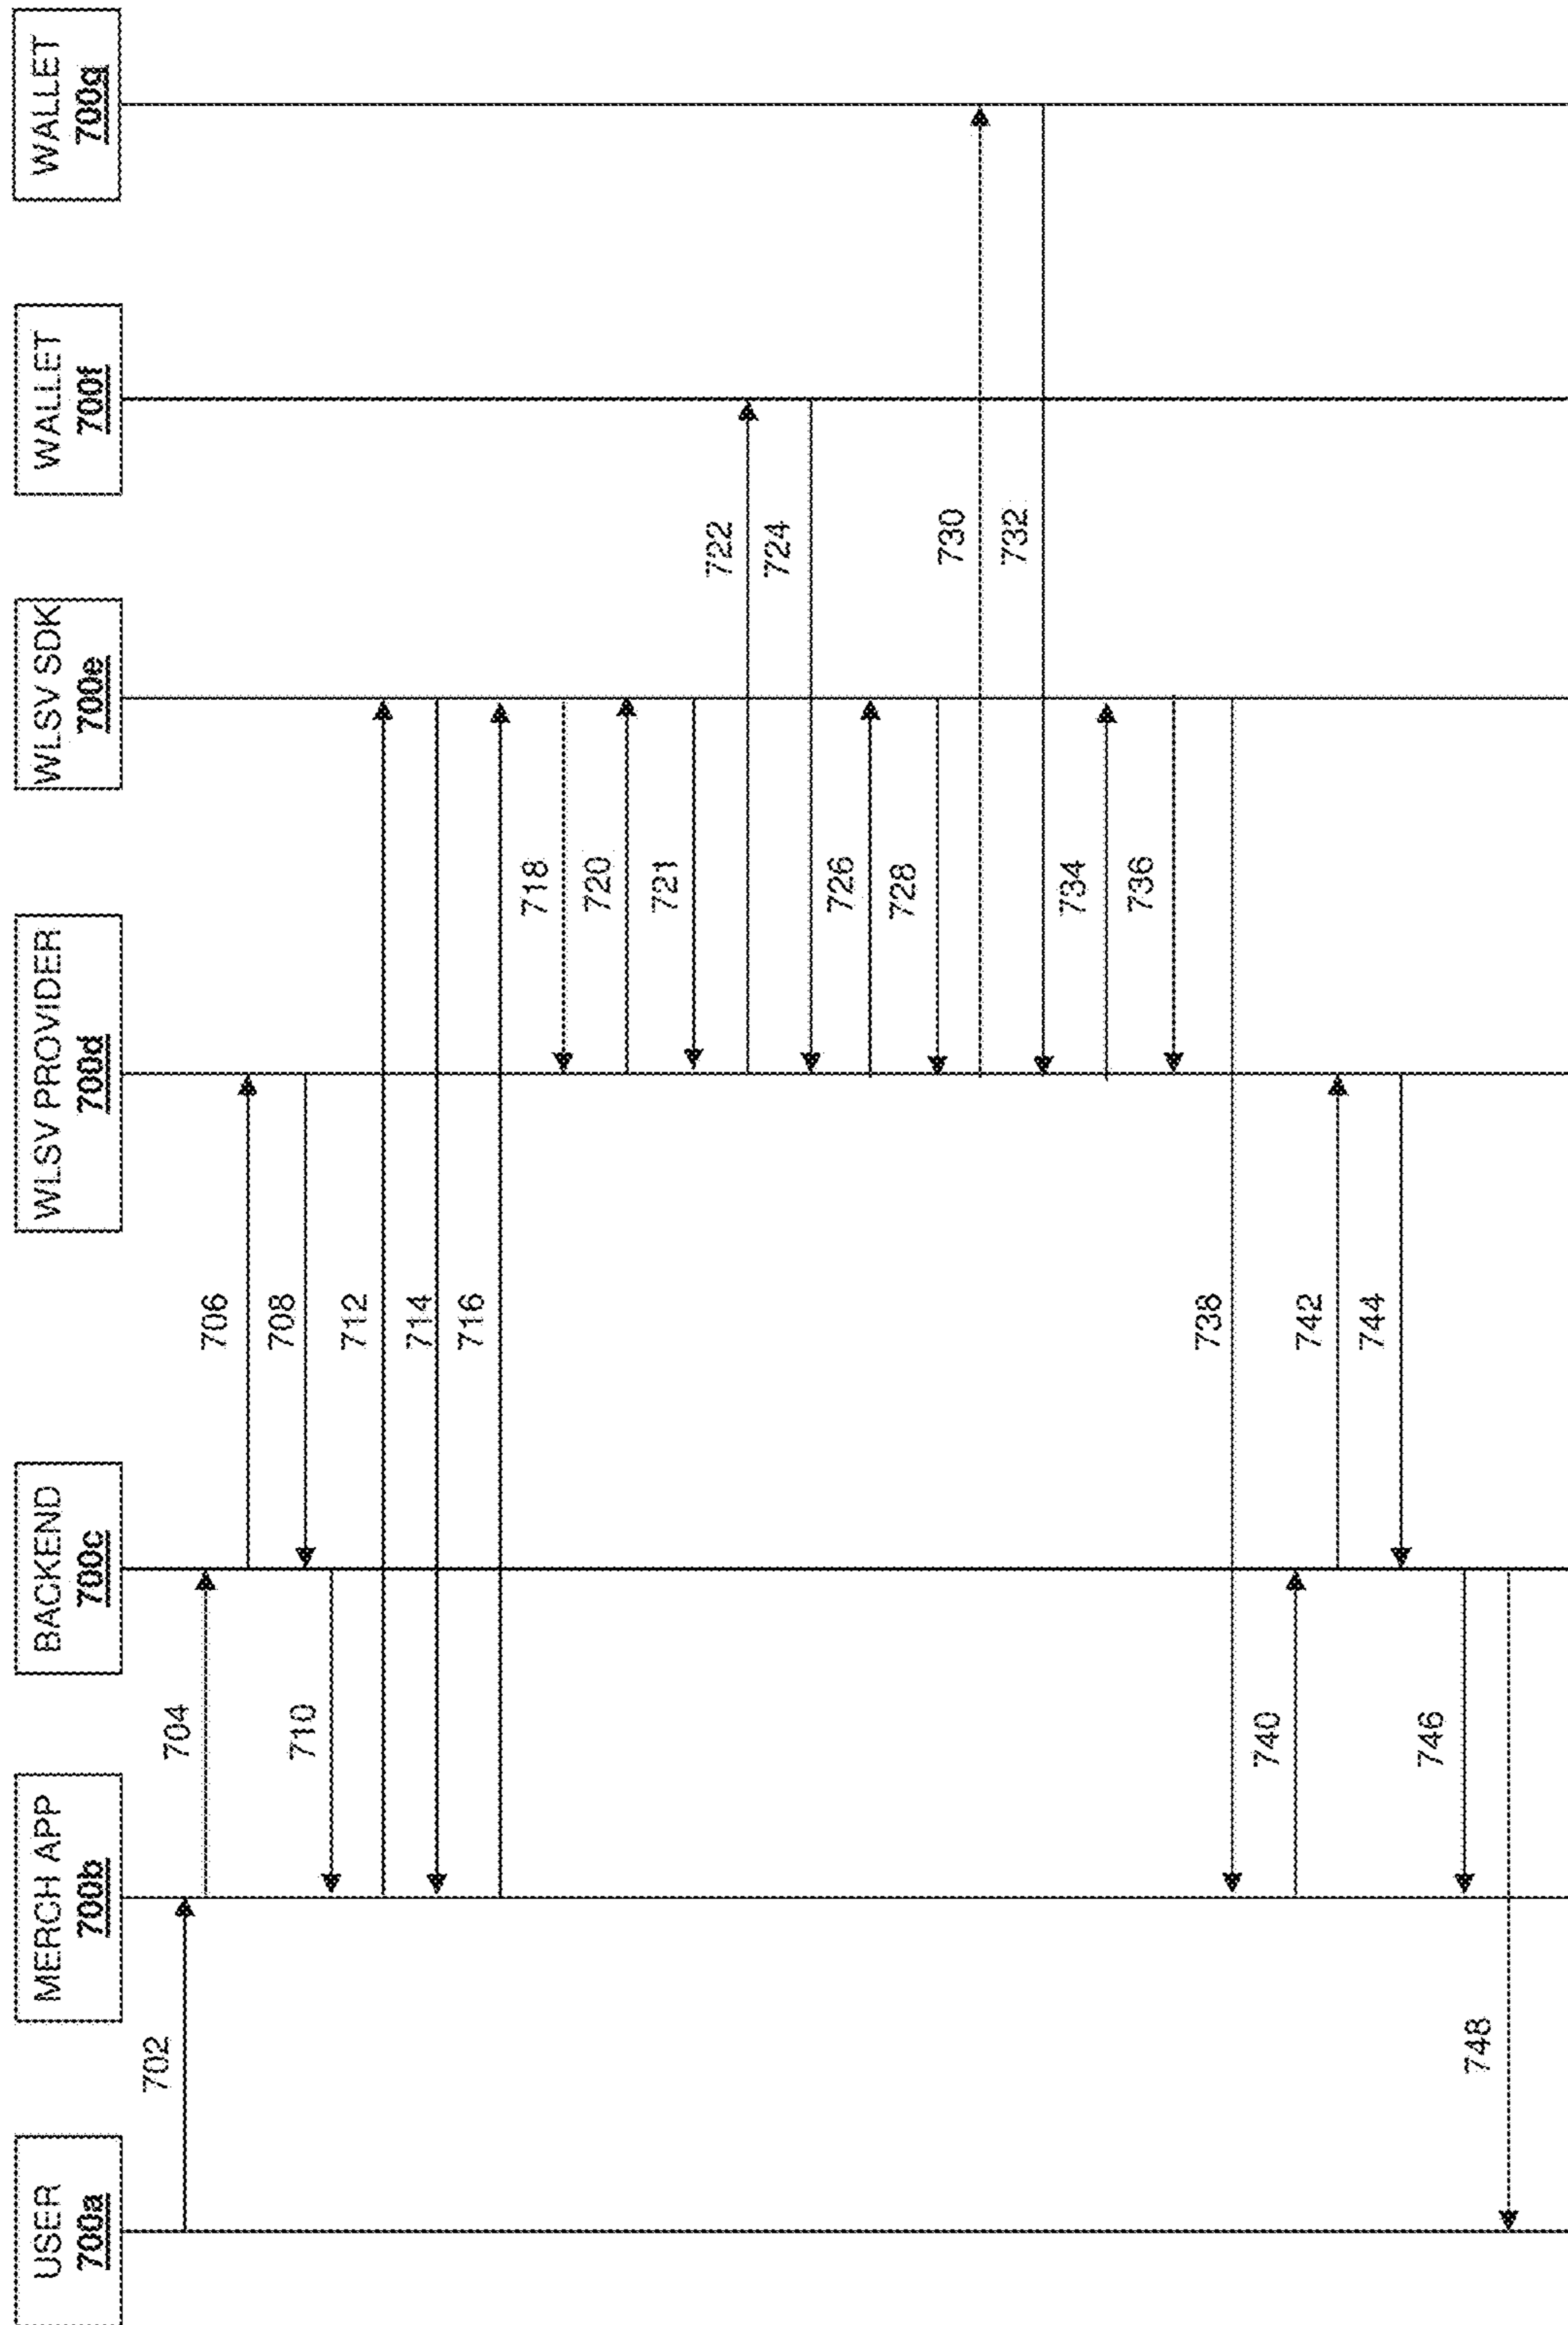 USER
700a
MERCH APP
700b
BACKEND
700c
WLSV PROVIDER
700d
WLSV SDK
700e
WALLET
700f
WALLET
700g
702
704
706
708
710
712
714
716
718
720
721
722
724
726
728
730
732
734
736
738
740
742
744
746
748